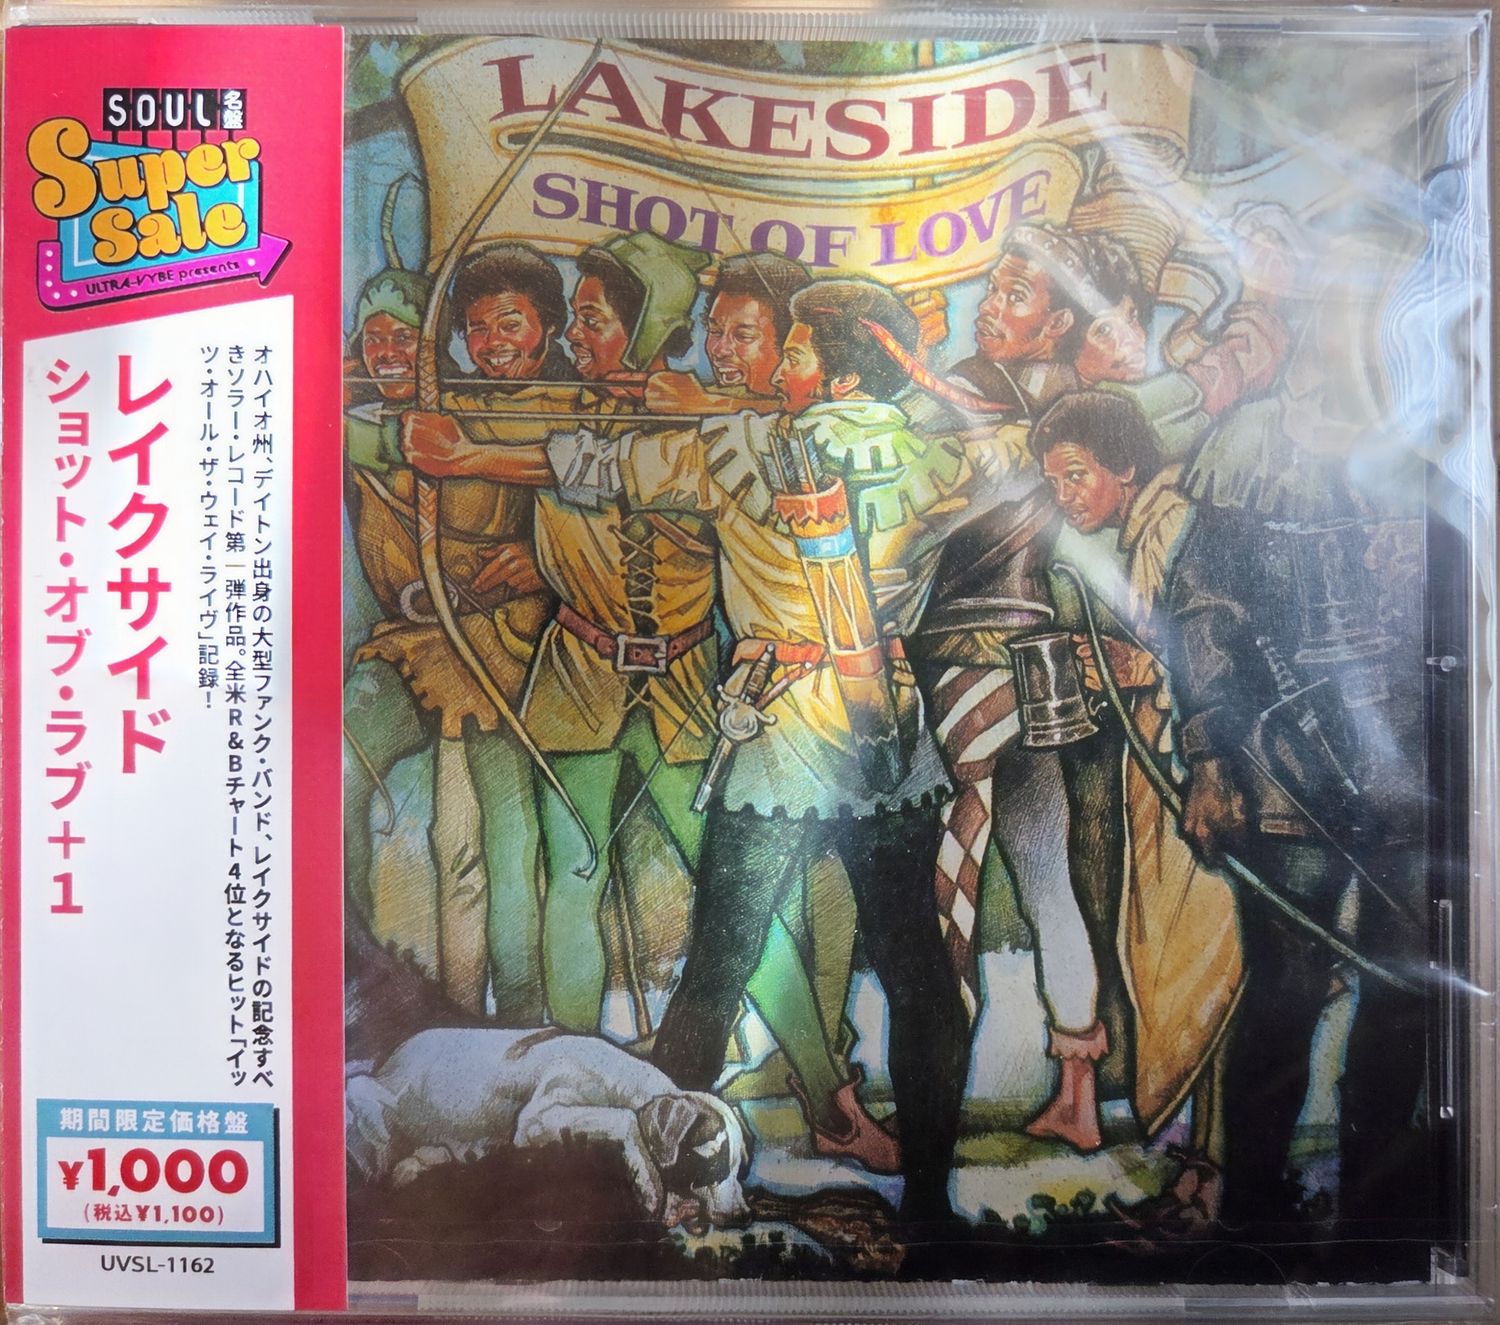 SOUL名盤
Super
Sale
ULTRA-VYBE presents
レイクサイド
ショット・オブ・ラブ+1
オハイオ州、デイトン出身の大型ファンク・バンド、レイクサイドの記念すべ
きソラー・レコード第一弾作品。全米R&Bチャート4位となるヒット「イッ
ツ・オール・ザ・ウェイ・ライヴ」記録!
期間限定価格盤
¥1,000
(税込¥1,100)
UVSL-1162
LAKESIDE
SHOT OF LOVE